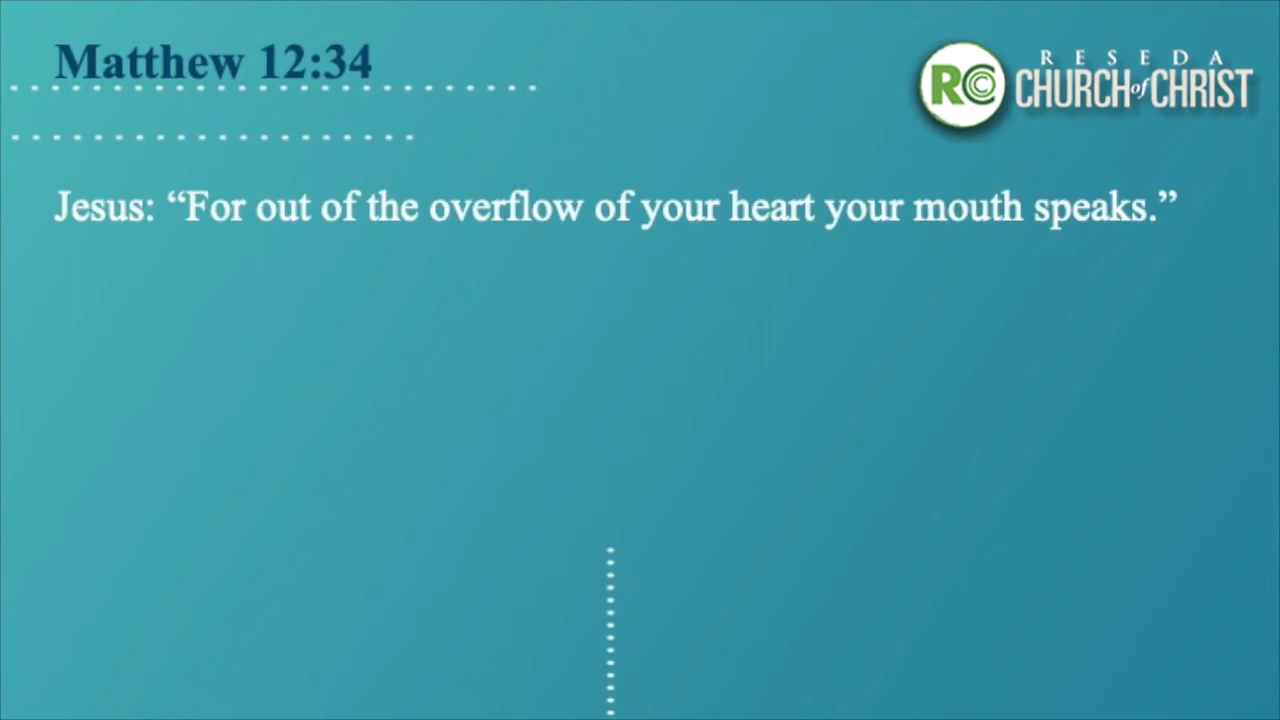 Matthew 12:34
RCC
RESEDA
CHURCH of CHRIST
Jesus: “For out of the overflow of your heart your mouth speaks.”